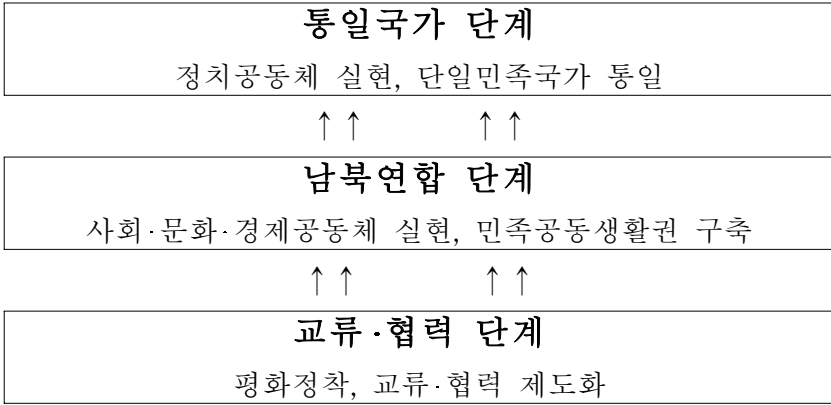 통일국가 단계
정치공동체 실현, 단일민족국가 통일
↑ ↑ ↑ ↑
남북연합 단계
사회·문화·경제공동체 실현, 민족공동생활권 구축
↑ ↑ ↑ ↑
교류·협력 단계
평화정착, 교류·협력 제도화